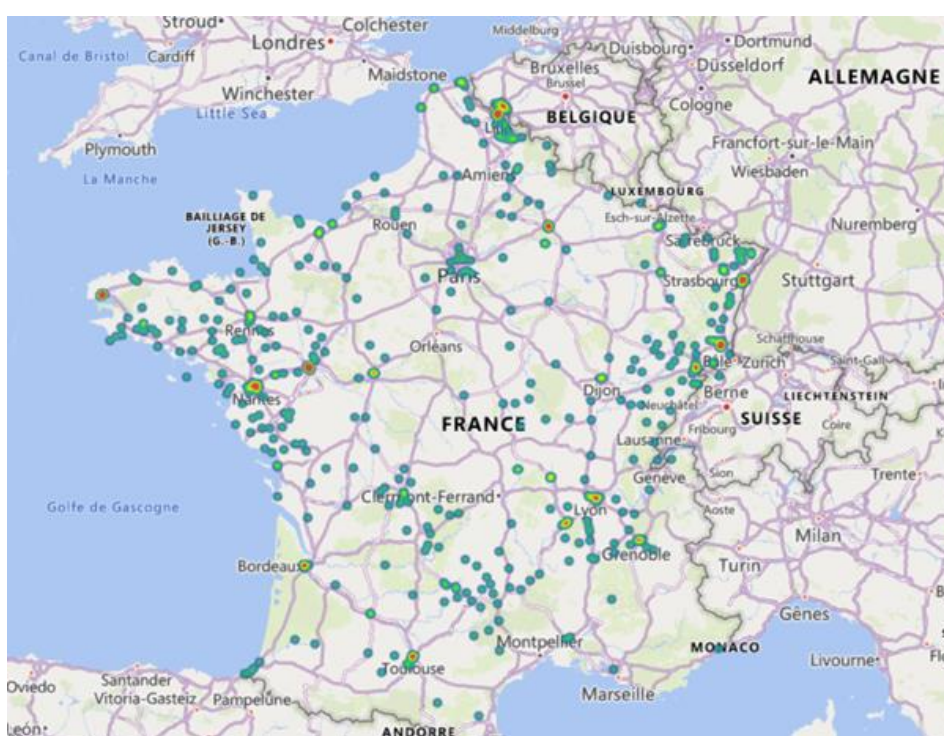 Stroud
Colchester
Middelburg
Canal de Bristol
Cardiff
Londres
Duisbourg
Dortmund
Bruxelles
Brussel
Düsseldorf
Maidstone
ALLEMAGNE
Winchester
Cologne
Little Sea
BELGIQUE
Plymouth
Francfort-sur-le-Main
La Manche
Amiens
Wiesbaden
LUXEMBOURG
BAILLIAGE DE
JERSEY
(G.-B.)
Rouen
Esch-sur-Alzette
Nuremberg
Sarrebruck
Paris
Strasbourg
Stuttgart
Rennes
Orléans
Schaffhouse
Bâle
Zurich
Saint-Gall
Dijon
Nantes
Berne
LIECHTENSTEIN
Neuchâtel
FRANCE
SUISSE
Fribourg
Coire
Lausanne
Genève
Sion
Trente
Clermont-Ferrand
Golfe de Gascogne
Lyon
Aoste
Milan
Grenoble
Bordeaux
Turin
Gênes
Montpellier
MONACO
Toulouse
Livourne
Oviedo
Santander
Vitoria-Gasteiz
Pampelune
Marseille
León
ANDORRE